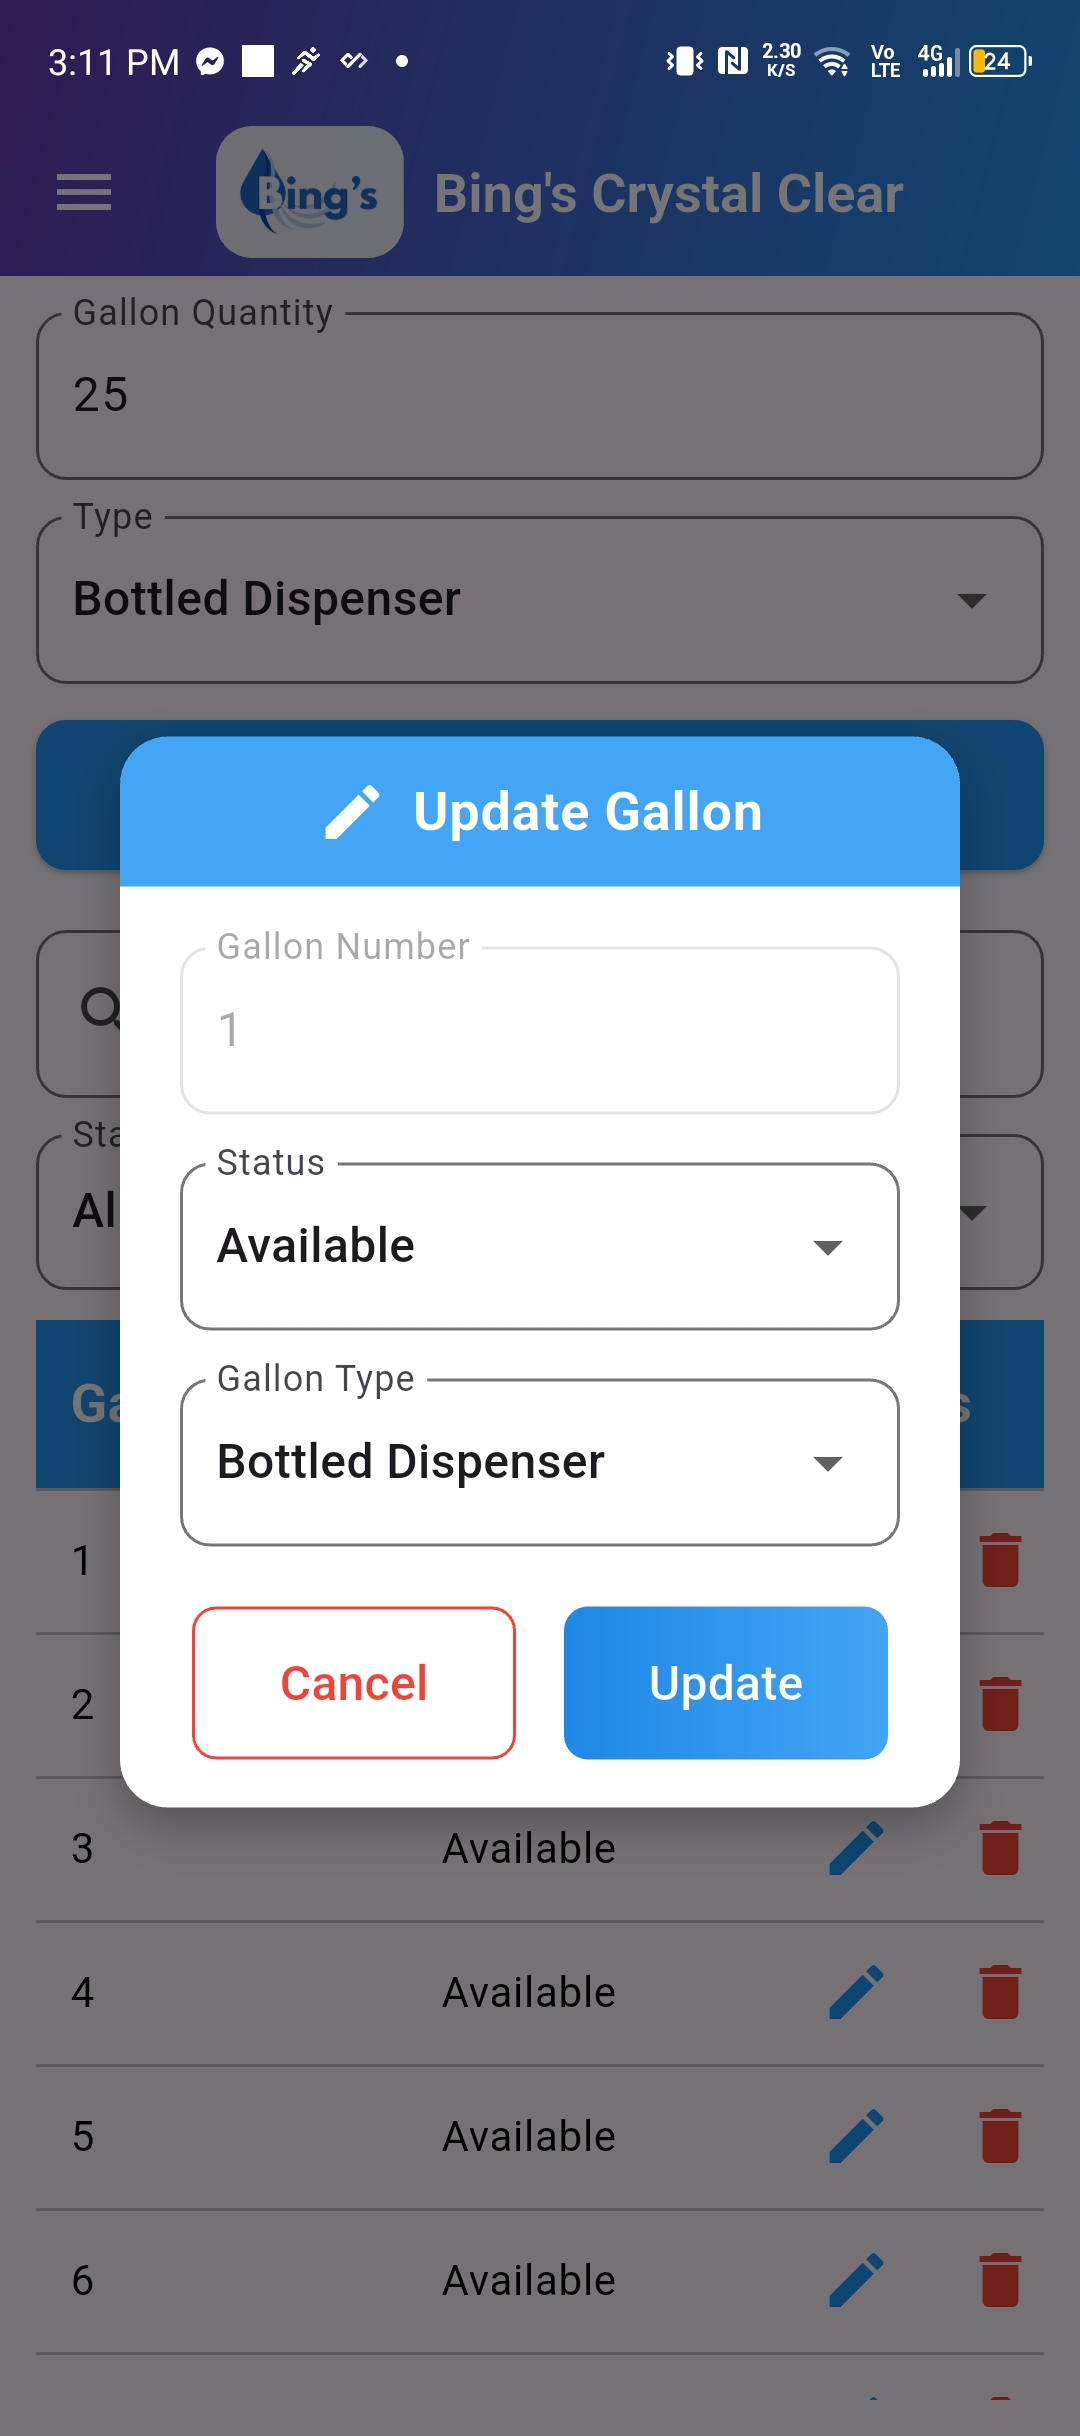 3:11 PM
2.30 K/S
Vo LTE
4G
24
Bing's
Bing's Crystal Clear
Gallon Quantity
25
Type
Bottled Dispenser
Update Gallon
Gallon Number
1
Sta
Status
Al
Available
Gallon Type
Ga
s
Bottled Dispenser
1
Cancel
Update
2
3 Available
4 Available
5 Available
6 Available